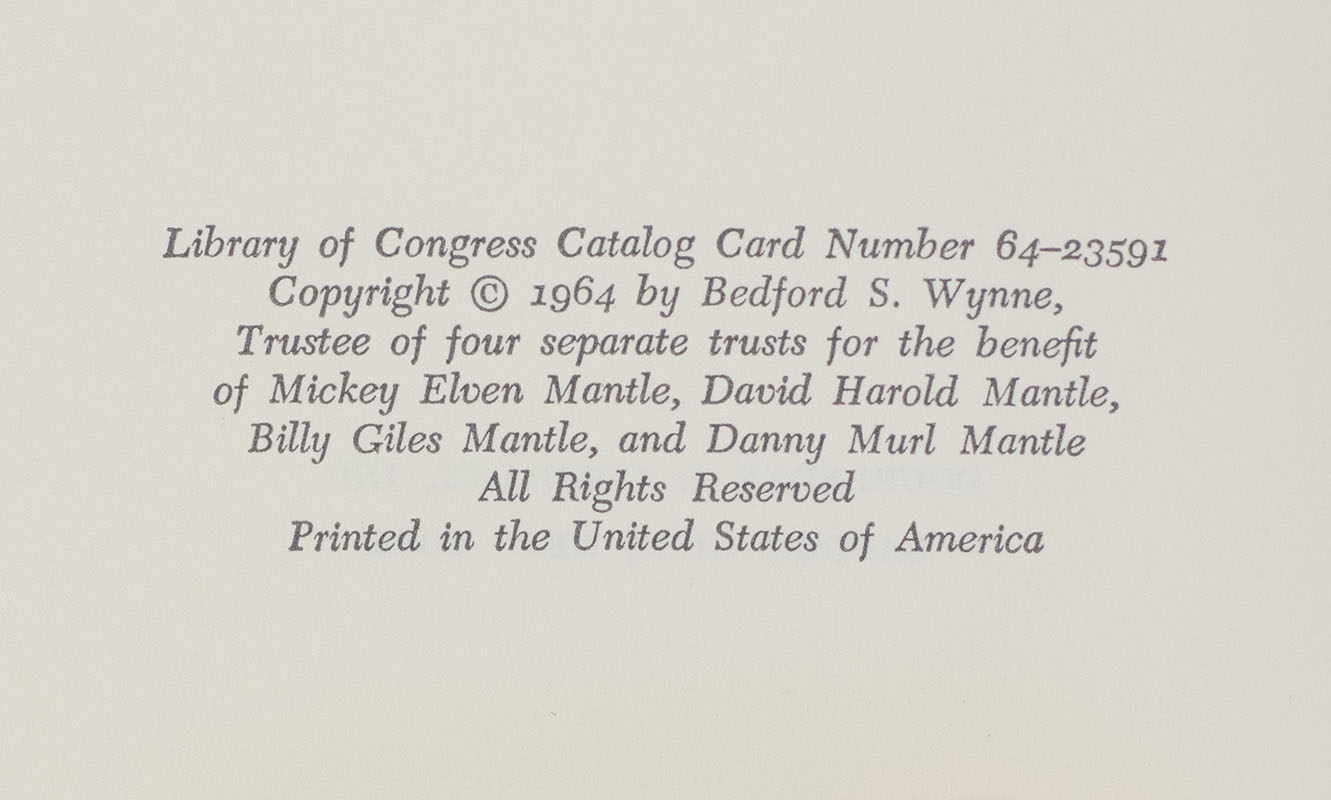 Library of Congress Catalog Card Number 64–23591
Copyright © 1964 by Bedford S. Wynne,
Trustee of four separate trusts for the benefit
of Mickey Elven Mantle, David Harold Mantle,
Billy Giles Mantle, and Danny Murl Mantle
All Rights Reserved
Printed in the United States of America